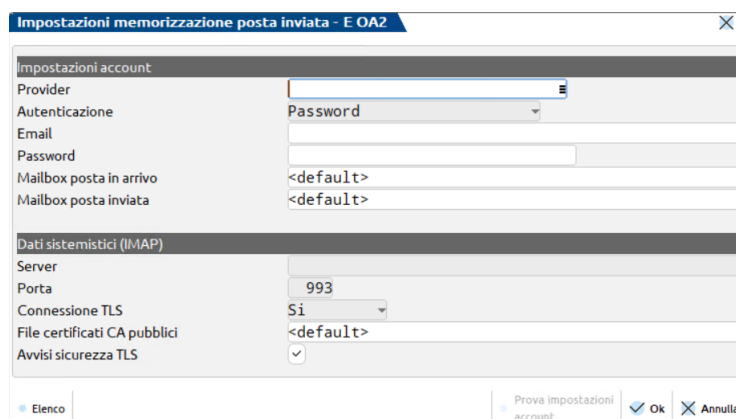 Impostazioni memorizzazione posta inviata - E OA2
Impostazioni account
Provider
Autenticazione Password
Email
Password
Mailbox posta in arrivo <default>
Mailbox posta inviata <default>
Dati sistemistici (IMAP)
Server
Porta 993
Connessione TLS Si
File certificati CA pubblici <default>
Avvisi sicurezza TLS
Elenco Prova impostazioni account Ok Annulla